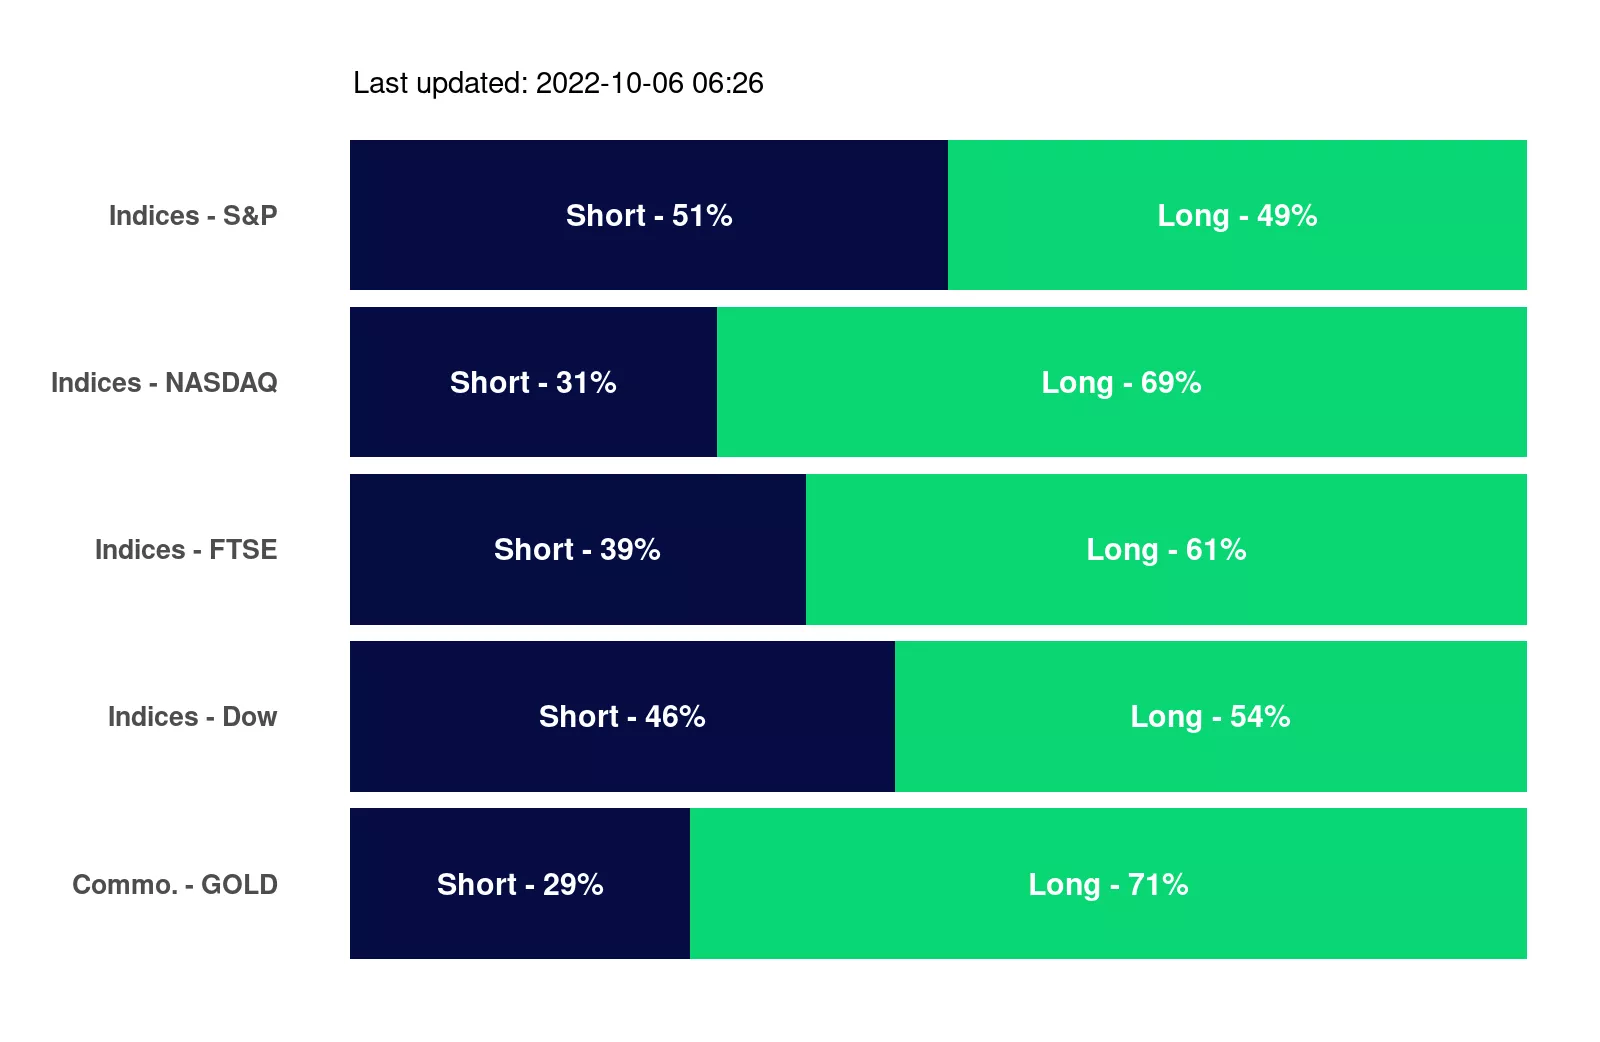 Last updated: 2022-10-06 06:26
Indices - S&P
Short - 51%
Long - 49%
Indices - NASDAQ
Short - 31%
Long - 69%
Indices - FTSE
Short - 39%
Long - 61%
Indices - Dow
Short - 46%
Long - 54%
Commo. - GOLD
Short - 29%
Long - 71%